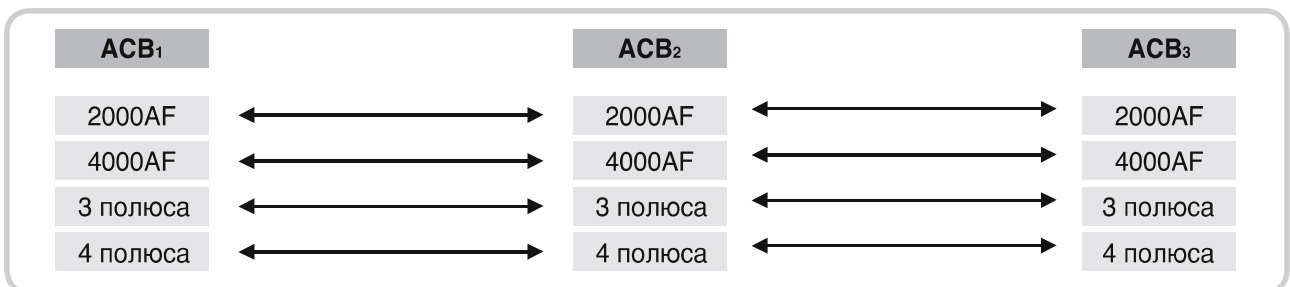 ACB₁ ACB₂ ACB₃
2000AF 2000AF 2000AF
4000AF 4000AF 4000AF
3 полюса 3 полюса 3 полюса
4 полюса 4 полюса 4 полюса